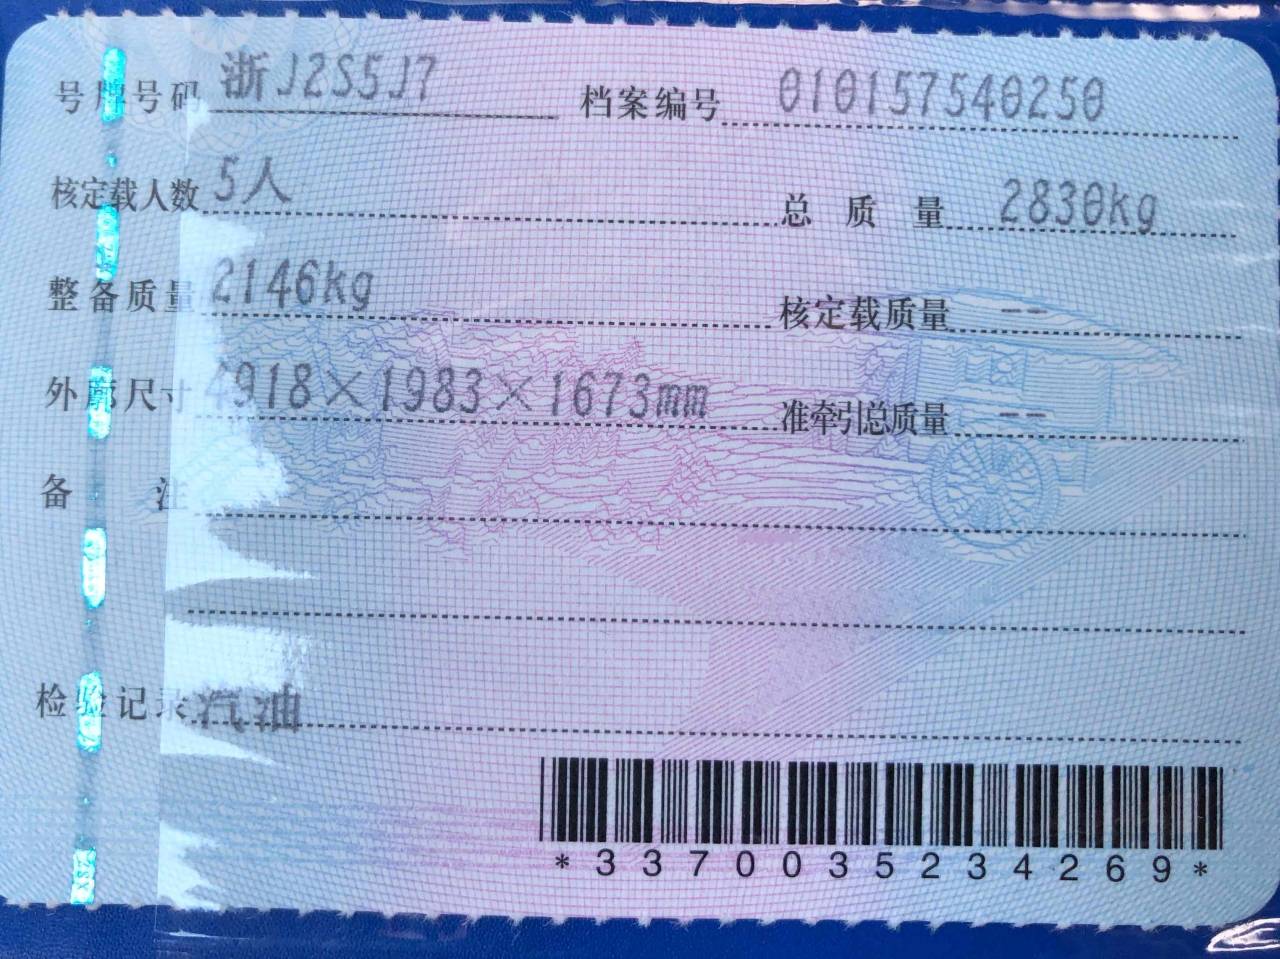 号牌号码 浙J2S5J7 档案编号 010157540250
核定载人数 5人 总质量 2830kg
整备质量 2146kg 核定载质量 --
外廓尺寸 4918×1983×1673mm 准牵引总质量 --
备注
检验记录 汽油
*3370035234269*